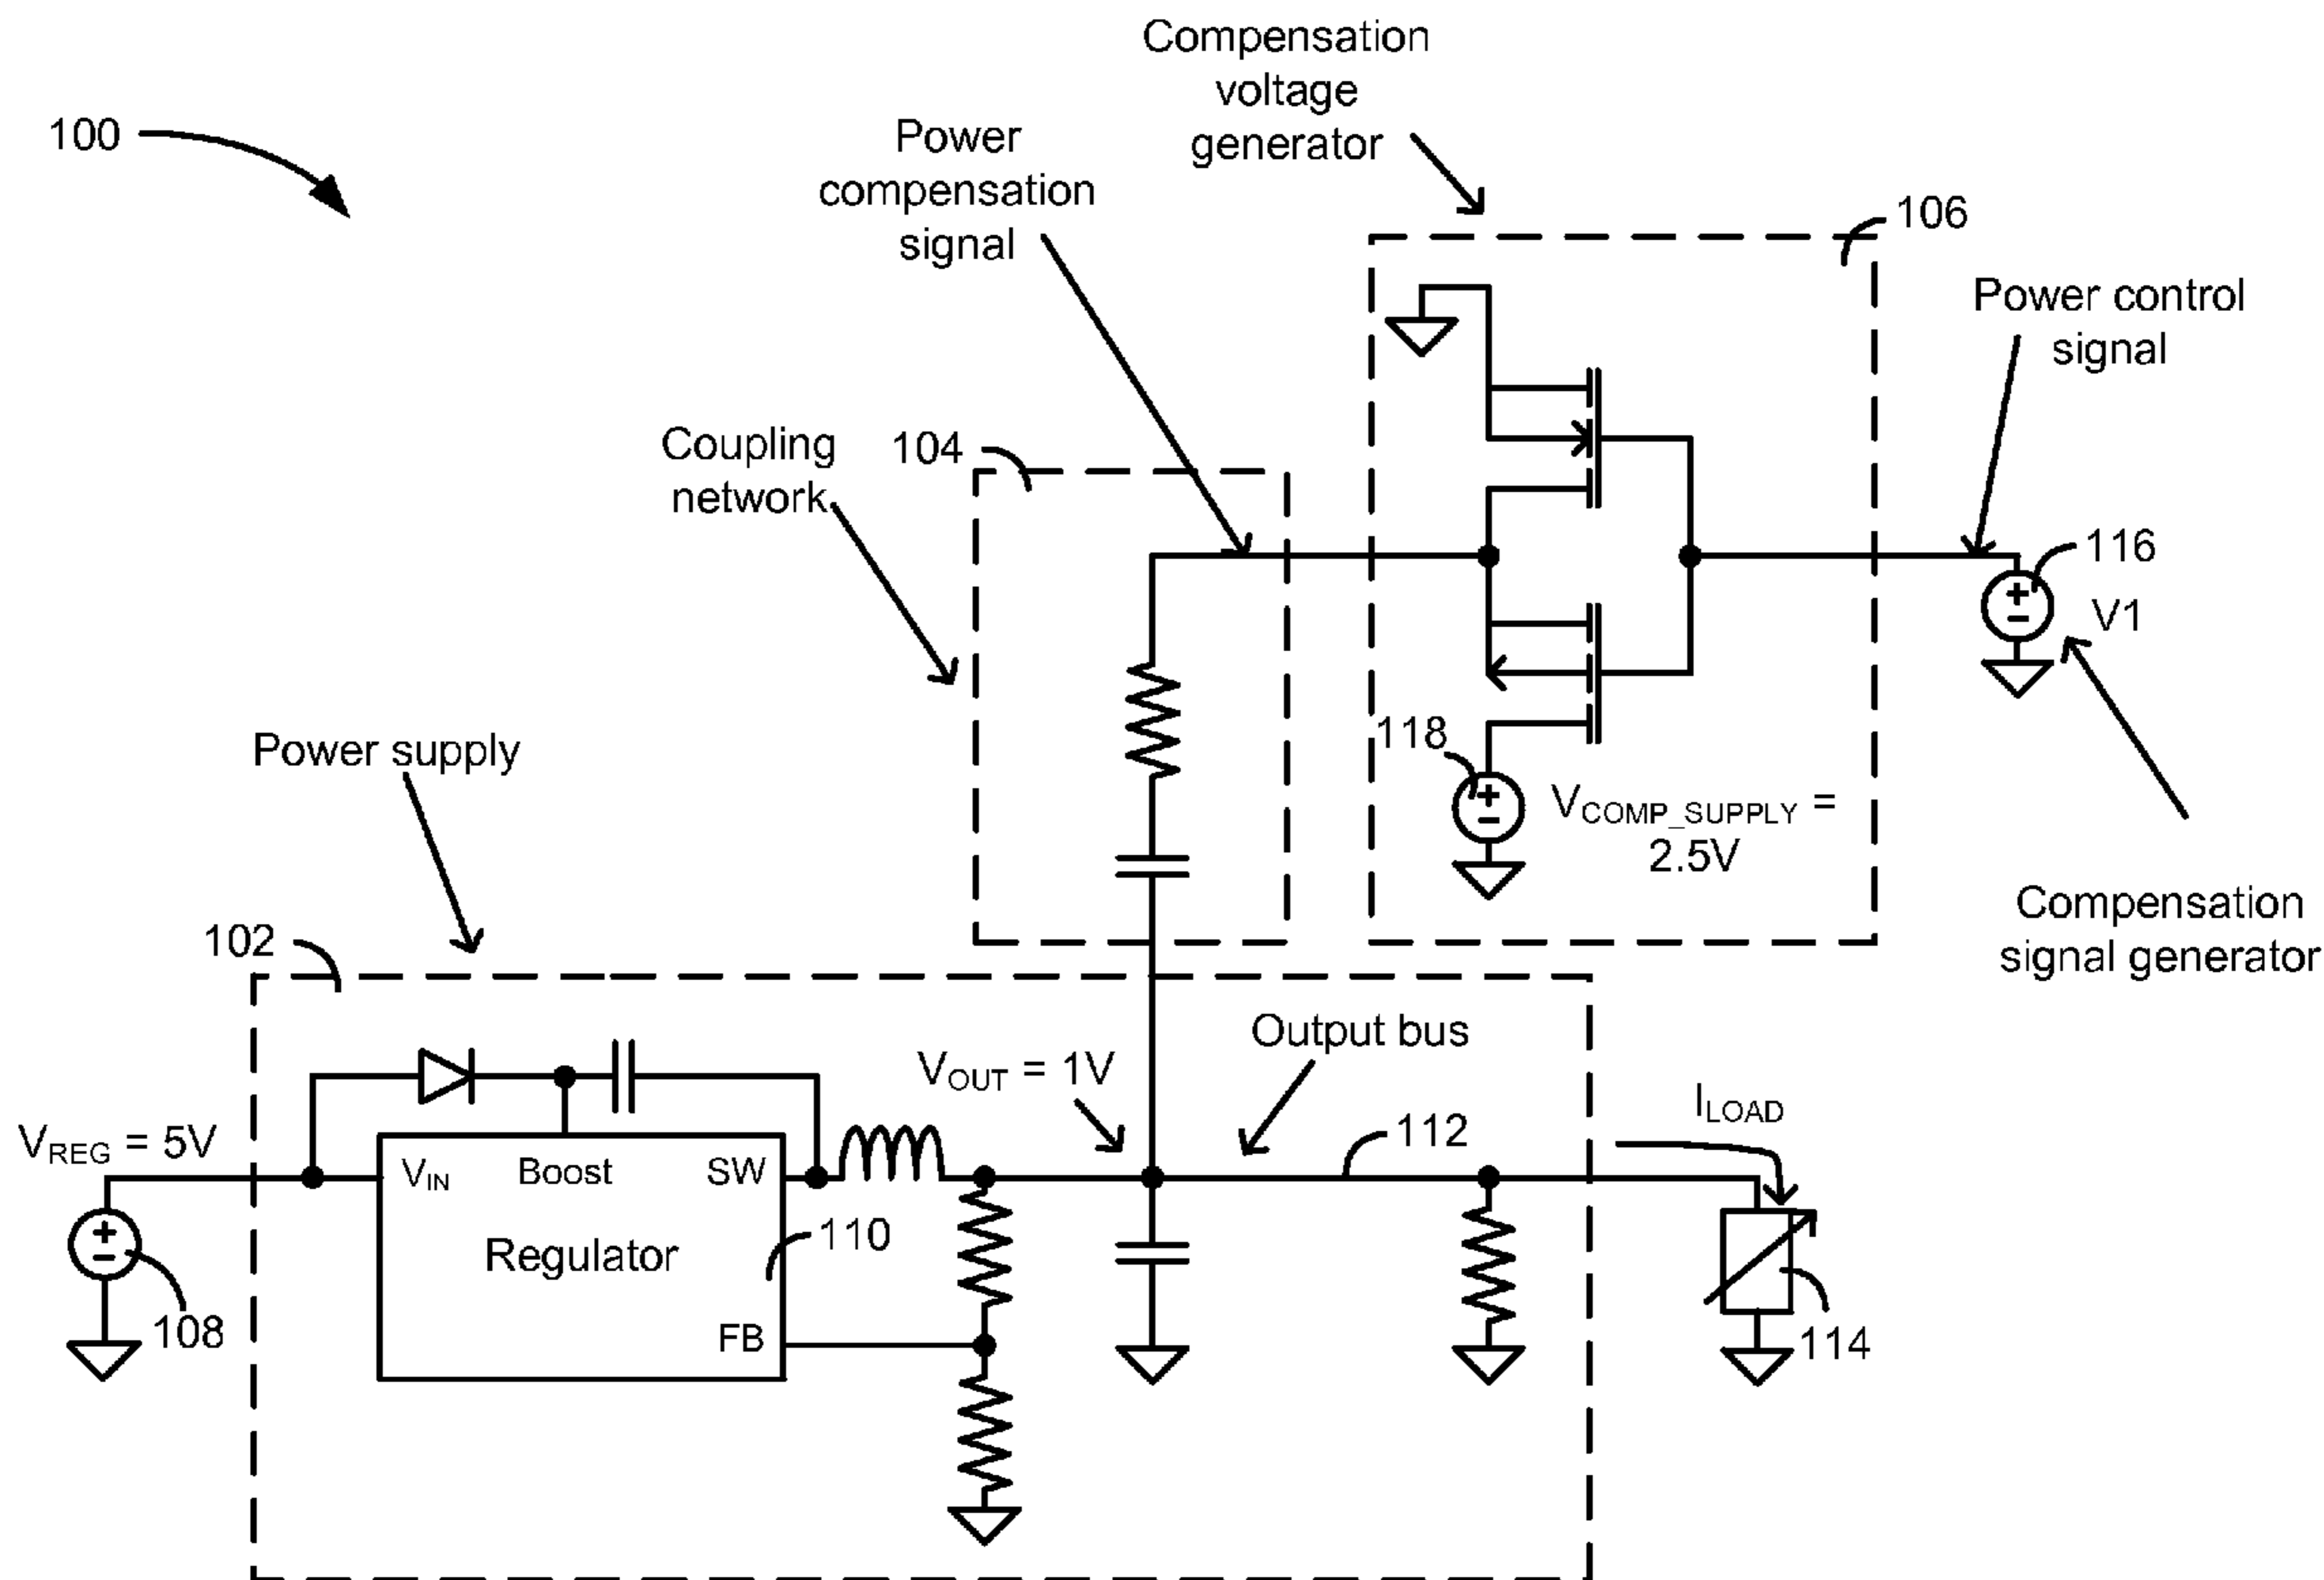 Compensation
voltage
generator
100
Power
compensation
signal
106
Power control
signal
Coupling
network
104
116
V1
118
Power supply
VCOMP_SUPPLY =
2.5V
Compensation
signal generator
102
Output bus
VOUT = 1V
ILOAD
112
VREG = 5V
VIN
Boost
SW
110
Regulator
108
FB
114